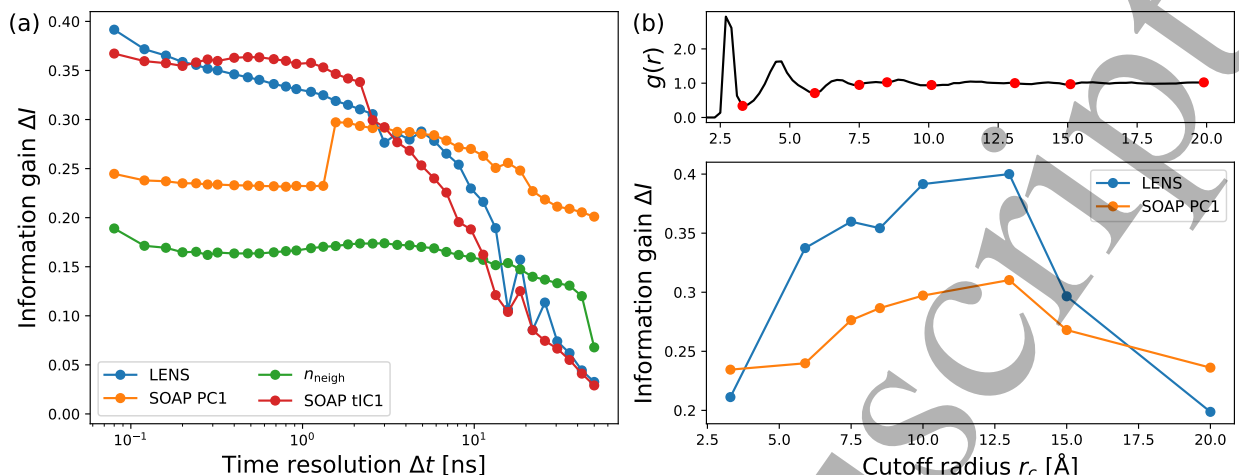 (a)
Information gain ΔI
0.40
0.35
0.30
0.25
0.20
0.15
0.10
0.05
0.00
LENS
SOAP PC1
n_neigh
SOAP tIC1
10⁻¹
10⁰
10¹
Time resolution Δt [ns]
(b)
g(r)
2.0
1.0
0.0
2.5
5.0
7.5
10.0
12.5
15.0
17.5
20.0
Information gain ΔI
0.4
0.35
0.3
0.25
0.2
LENS
SOAP PC1
2.5
5.0
7.5
10.0
12.5
15.0
17.5
20.0
Cutoff radius r_c [Å]
script